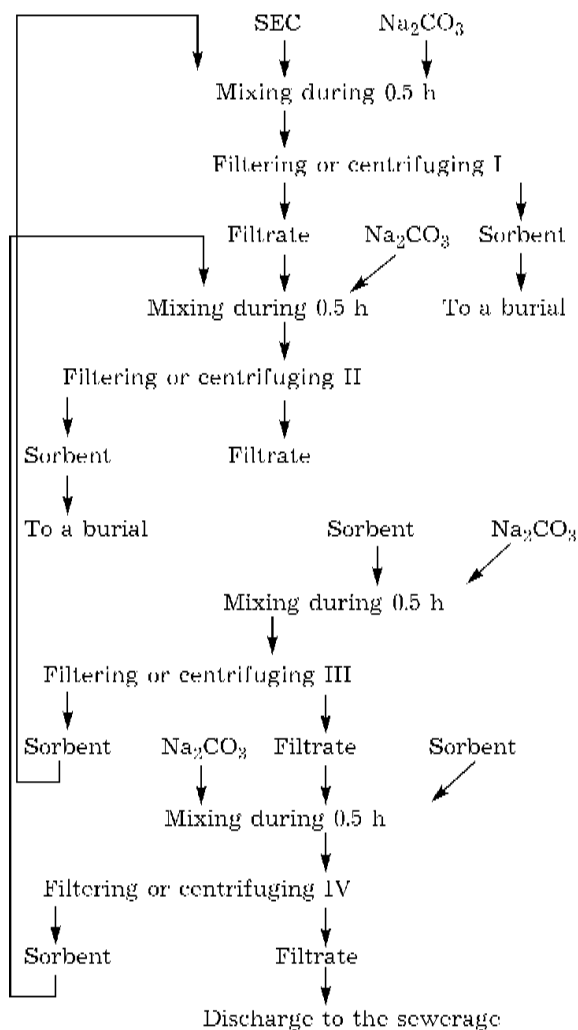 SEC Na₂CO₃
Mixing during 0.5 h
Filtering or centrifuging I
Filtrate Na₂CO₃ Sorbent
Mixing during 0.5 h To a burial
Filtering or centrifuging II
Sorbent Filtrate
To a burial Sorbent Na₂CO₃
Mixing during 0.5 h
Filtering or centrifuging III
Sorbent Na₂CO₃ Filtrate Sorbent
Mixing during 0.5 h
Filtering or centrifuging IV
Sorbent Filtrate
Discharge to the sewerage